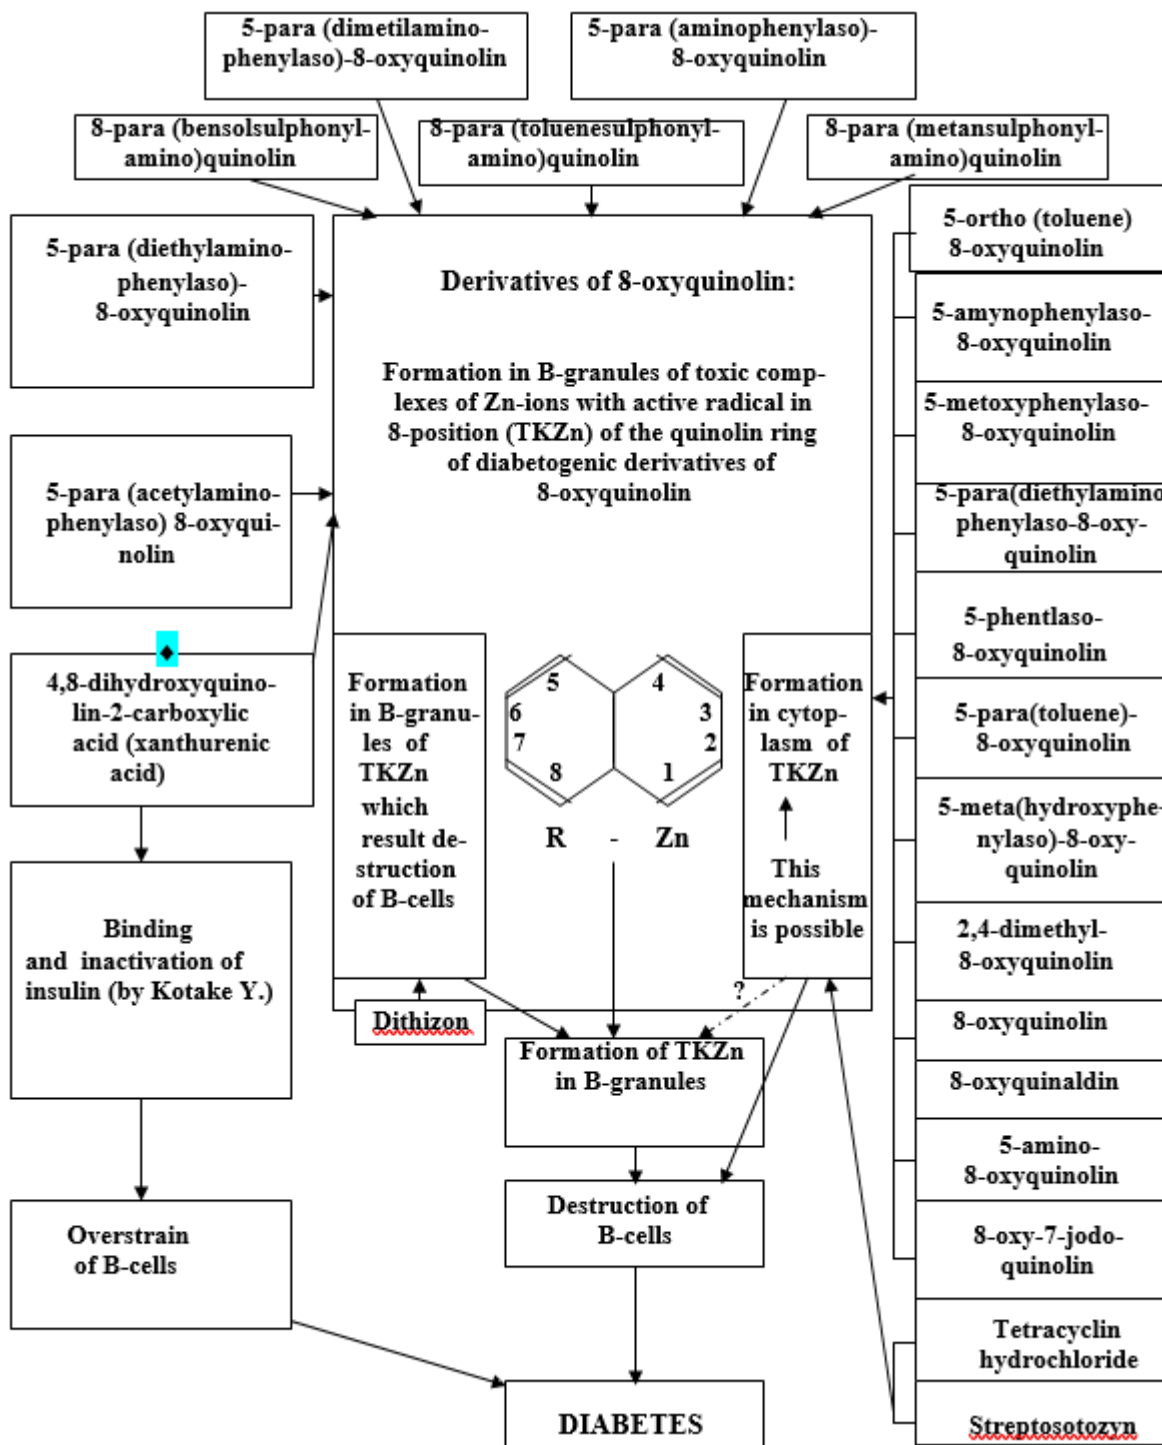 5-para (dimetilamino-
phenylaso)-8-oxyquinolin
5-para (aminophenylaso)-
8-oxyquinolin
8-para (bensolsulphonyl-
amino)quinolin
8-para (toluenesulphonyl-
amino)quinolin
8-para (metansulphonyl-
amino)quinolin
5-para (diethylamino-
phenylaso)-
8-oxyquinolin
5-para (acetylamino-
phenylaso) 8-oxyqui-
nolin
4,8-dihydroxyquino-
lin-2-carboxylic
acid (xanthurenic
acid)
Binding
and inactivation of
insulin (by Kotake Y.)
Overstrain
of B-cells
Derivatives of 8-oxyquinolin:
Formation in B-granules of toxic comp-
lexes of Zn-ions with active radical in
8-position (TKZn) of the quinolin ring
of diabetogenic derivatives of
8-oxyquinolin
Formation
in B-granu-
les of
TKZn
which
result de-
struction
of B-cells
5 4
6 3
7 2
8 1
R - Zn
Formation
in cytop-
lasm of
TKZn
This
mechanism
is possible
?
Dithizon
Formation of TKZn
in B-granules
Destruction of
B-cells
DIABETES
5-ortho (toluene)
8-oxyquinolin
5-amynophenylaso-
8-oxyquinolin
5-metoxyphenylaso-
8-oxyquinolin
5-para(diethylamino
phenylaso-8-oxy-
quinolin
5-phentlaso-
8-oxyquinolin
5-para(toluene)-
8-oxyquinolin
5-meta(hydroxyphe-
nylaso)-8-oxy-
quinolin
2,4-dimethyl-
8-oxyquinolin
8-oxyquinolin
8-oxyquinaldin
5-amino-
8-oxyquinolin
8-oxy-7-jodo-
quinolin
Tetracyclin
hydrochloride
Streptosotozyn